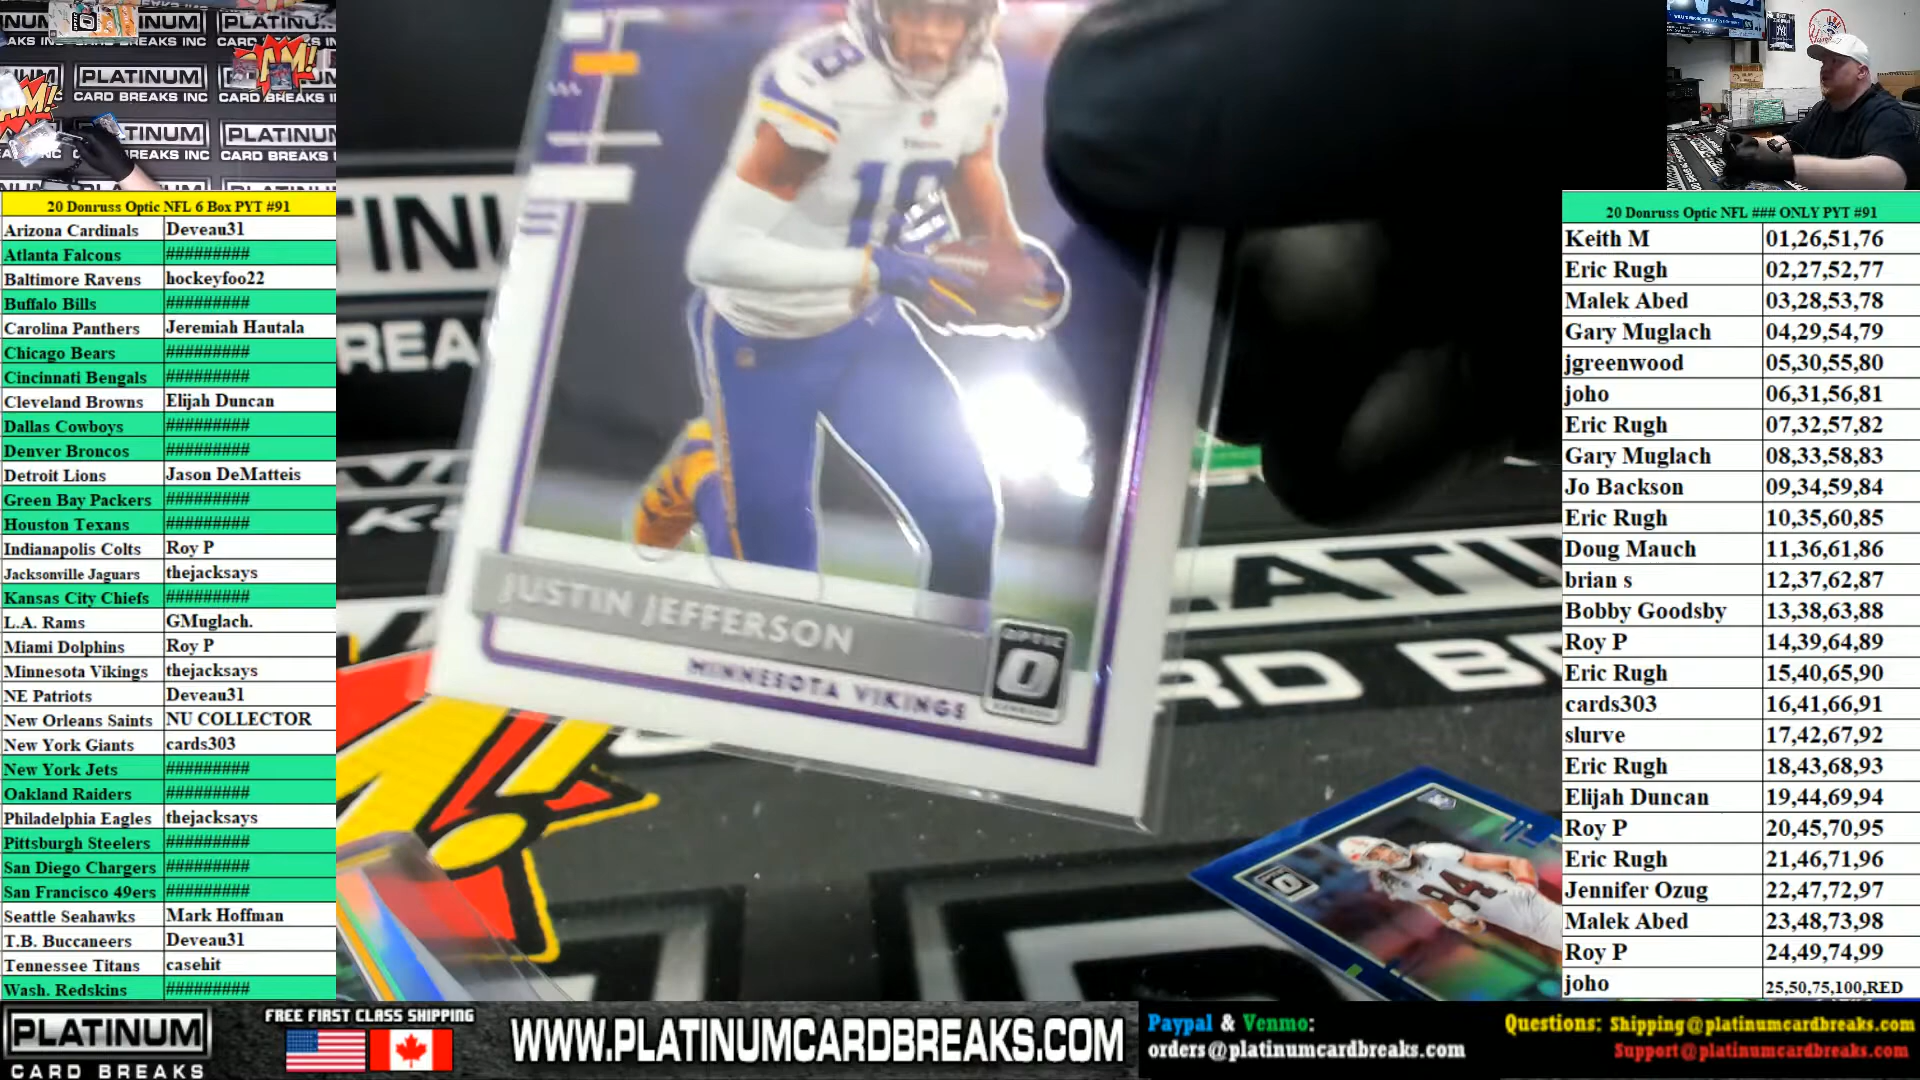 20 Donruss Optic NFL 6 Box PYT #91
Arizona Cardinals Deveau31
Atlanta Falcons #########
Baltimore Ravens hockeyfoo22
Buffalo Bills #########
Carolina Panthers Jeremiah Hautala
Chicago Bears #########
Cincinnati Bengals #########
Cleveland Browns Elijah Duncan
Dallas Cowboys #########
Denver Broncos #########
Detroit Lions Jason DeMatteis
Green Bay Packers #########
Houston Texans #########
Indianapolis Colts Roy P
Jacksonville Jaguars thejacksays
Kansas City Chiefs #########
L.A. Rams GMuglach.
Miami Dolphins Roy P
Minnesota Vikings thejacksays
NE Patriots Deveau31
New Orleans Saints NU COLLECTOR
New York Giants cards303
New York Jets #########
Oakland Raiders #########
Philadelphia Eagles thejacksays
Pittsburgh Steelers #########
San Diego Chargers #########
San Francisco 49ers #########
Seattle Seahawks Mark Hoffman
T.B. Buccaneers Deveau31
Tennessee Titans casehit
Wash. Redskins #########
PLATINUM
CARD BREAKS INC
18
18
JUSTIN JEFFERSON
MINNESOTA VIKINGS
OPTIC
84
20 Donruss Optic NFL ### ONLY PYT #91
Keith M 01,26,51,76
Eric Rugh 02,27,52,77
Malek Abed 03,28,53,78
Gary Muglach 04,29,54,79
jgreenwood 05,30,55,80
joho 06,31,56,81
Eric Rugh 07,32,57,82
Gary Muglach 08,33,58,83
Jo Backson 09,34,59,84
Eric Rugh 10,35,60,85
Doug Mauch 11,36,61,86
brian s 12,37,62,87
Bobby Goodsby 13,38,63,88
Roy P 14,39,64,89
Eric Rugh 15,40,65,90
cards303 16,41,66,91
slurve 17,42,67,92
Eric Rugh 18,43,68,93
Elijah Duncan 19,44,69,94
Roy P 20,45,70,95
Eric Rugh 21,46,71,96
Jennifer Ozug 22,47,72,97
Malek Abed 23,48,73,98
Roy P 24,49,74,99
joho 25,50,75,100,RED
PLATINUM
CARD BREAKS
FREE FIRST CLASS SHIPPING
WWW.PLATINUMCARDBREAKS.COM
Paypal & Venmo:
orders@platinumcardbreaks.com
Questions: Shipping@platinumcardbreaks.com
Support@platinumcardbreaks.com